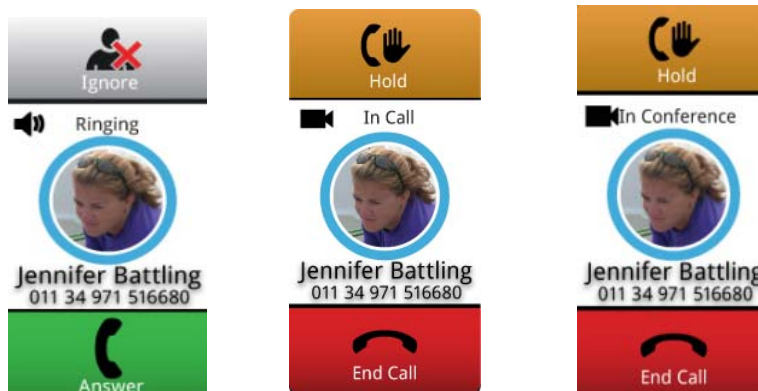 Ignore
Ringing
Jennifer Battling
011 34 971 516680
Answer
Hold
In Call
Jennifer Battling
011 34 971 516680
End Call
Hold
In Conference
Jennifer Battling
011 34 971 516680
End Call